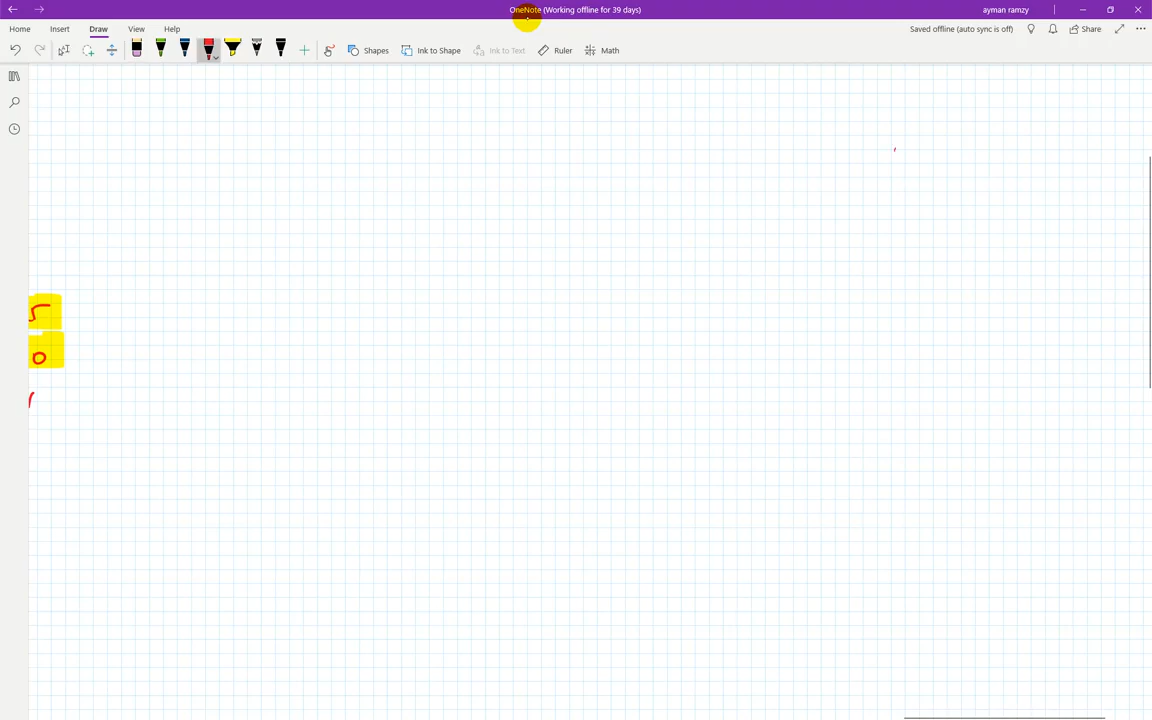 OneNote (Working offline for 39 days)
ayman ramzy
Home Insert Draw View Help
Saved offline (auto sync is off)
Share
Shapes Ink to Shape Ink to Text Ruler Math